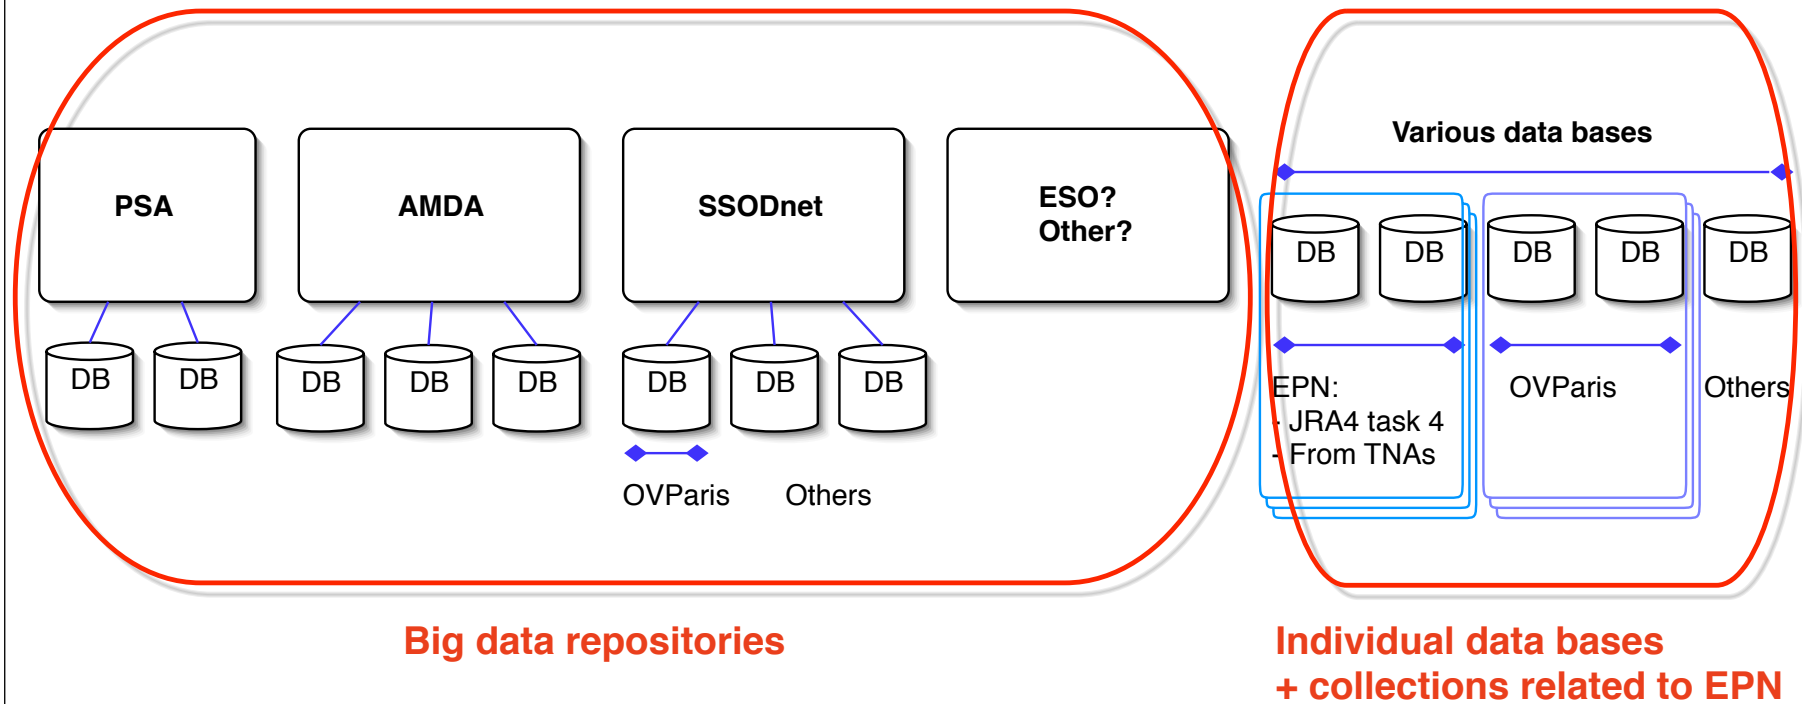 PSA
AMDA
SSODnet
ESO?
Other?
DB
DB
DB
DB
DB
DB
DB
DB
OVParis
Others
Big data repositories
Various data bases
DB
DB
DB
DB
DB
EPN:
- JRA4 task 4
- From TNAs
OVParis
Others
Individual data bases
+ collections related to EPN